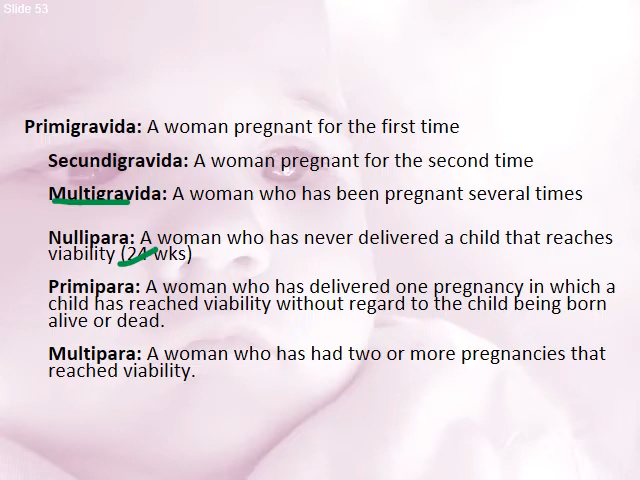 Slide 53
Primigravida: A woman pregnant for the first time
Secundigravida: A woman pregnant for the second time
Multigravida: A woman who has been pregnant several times
Nullipara: A woman who has never delivered a child that reaches
viability (24 wks)
Primipara: A woman who has delivered one pregnancy in which a
child has reached viability without regard to the child being born
alive or dead.
Multipara: A woman who has had two or more pregnancies that
reached viability.